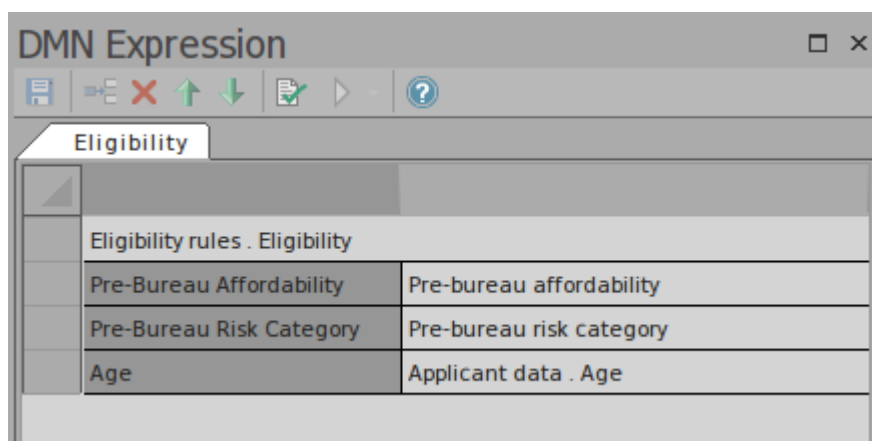 DMN Expression
Eligibility
Eligibility rules . Eligibility
Pre-Bureau Affordability Pre-bureau affordability
Pre-Bureau Risk Category Pre-bureau risk category
Age Applicant data . Age